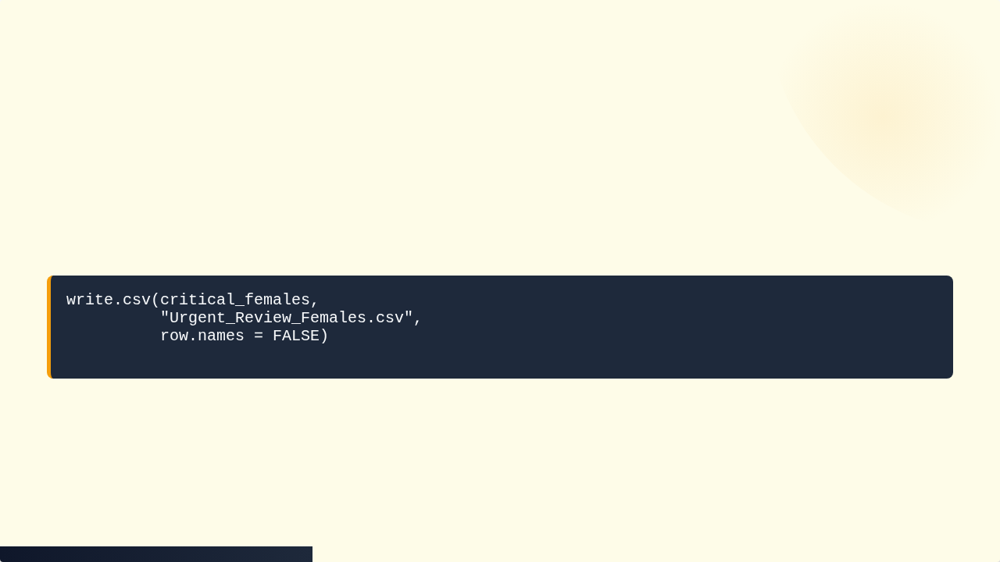 write.csv(critical_females,
          "Urgent_Review_Females.csv",
          row.names = FALSE)